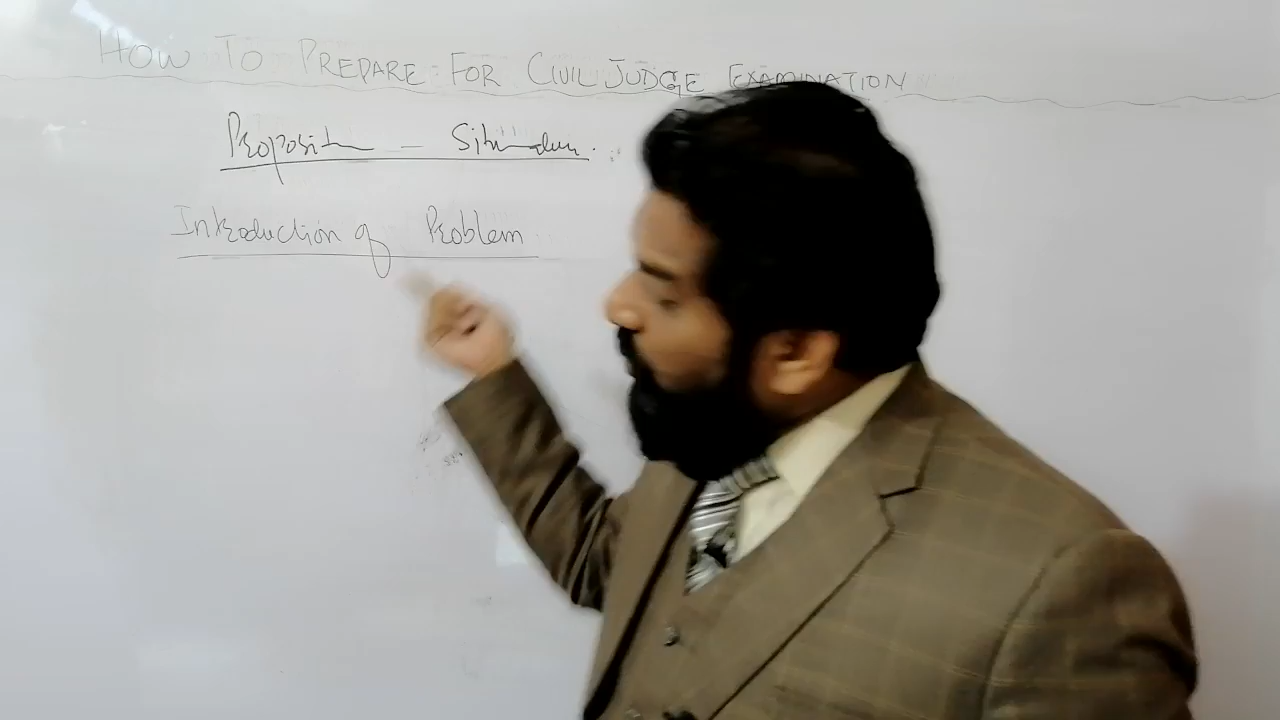 HOW TO PREPARE FOR CIVIL JUDGE EXAMINATION
Proposition - Situation.
Introduction of Problem